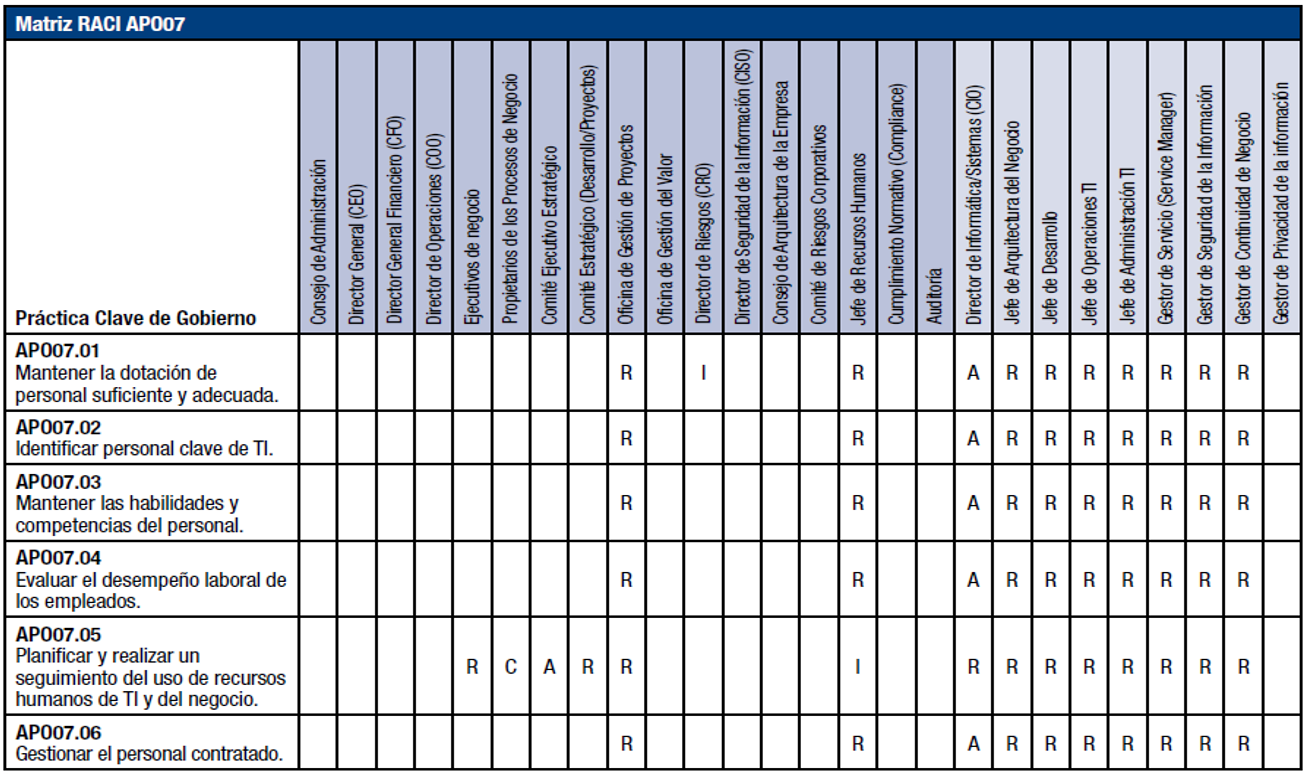 Matriz RACI APO07
Práctica Clave de Gobierno
Consejo de Administración
Director General (CEO)
Director General Financiero (CFO)
Director de Operaciones (COO)
Ejecutivos de negocio
Propietarios de los Procesos de Negocio
Comité Ejecutivo Estratégico
Comité Estratégico (Desarrollo/Proyectos)
Oficina de Gestión de Proyectos
Oficina de Gestión del Valor
Director de Riesgos (CRO)
Director de Seguridad de la Información (CISO)
Consejo de Arquitectura de la Empresa
Comité de Riesgos Corporativos
Jefe de Recursos Humanos
Cumplimiento Normativo (Compliance)
Auditoría
Director de Informática/Sistemas (CIO)
Jefe de Arquitectura del Negocio
Jefe de Desarrollo
Jefe de Operaciones TI
Jefe de Administración TI
Gestor de Servicio (Service Manager)
Gestor de Seguridad de la Información
Gestor de Continuidad de Negocio
Gestor de Privacidad de la información
APO07.01
Mantener la dotación de
personal suficiente y adecuada.
R I R A R R R R R R R
APO07.02
Identificar personal clave de TI.
R R A R R R R R R R
APO07.03
Mantener las habilidades y
competencias del personal.
R R A R R R R R R R
APO07.04
Evaluar el desempeño laboral de
los empleados.
R R A R R R R R R R
APO07.05
Planificar y realizar un
seguimiento del uso de recursos
humanos de TI y del negocio.
R C A R R I R R R R R R R R
APO07.06
Gestionar el personal contratado.
R R A R R R R R R R